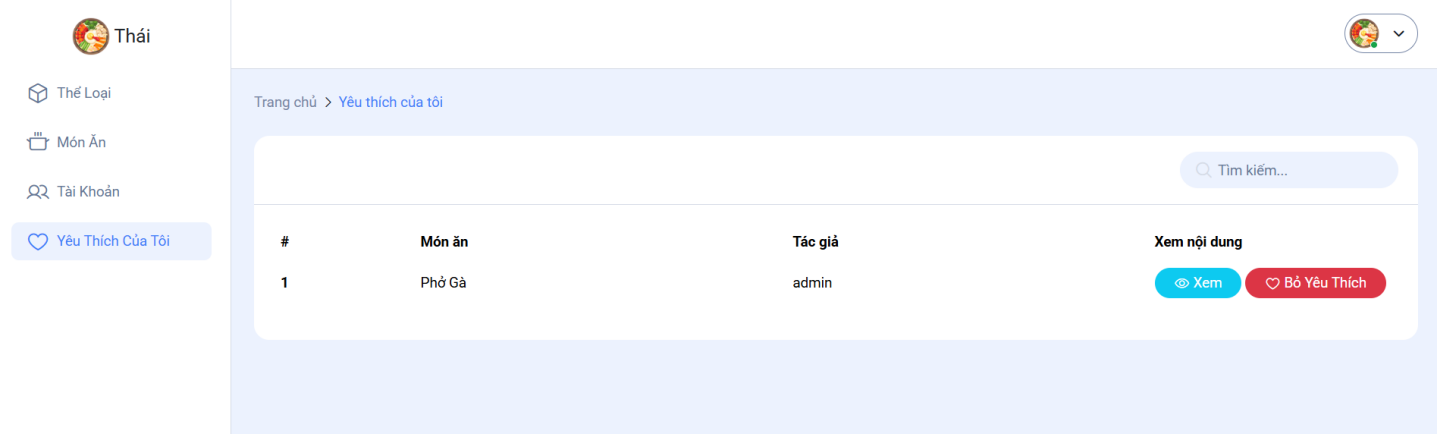 Thái
Thể Loại
Món Ăn
Tài Khoản
Yêu Thích Của Tôi
Trang chủ > Yêu thích của tôi
Tìm kiếm...
# Món ăn Tác giả Xem nội dung
1 Phở Gà admin Xem Bỏ Yêu Thích